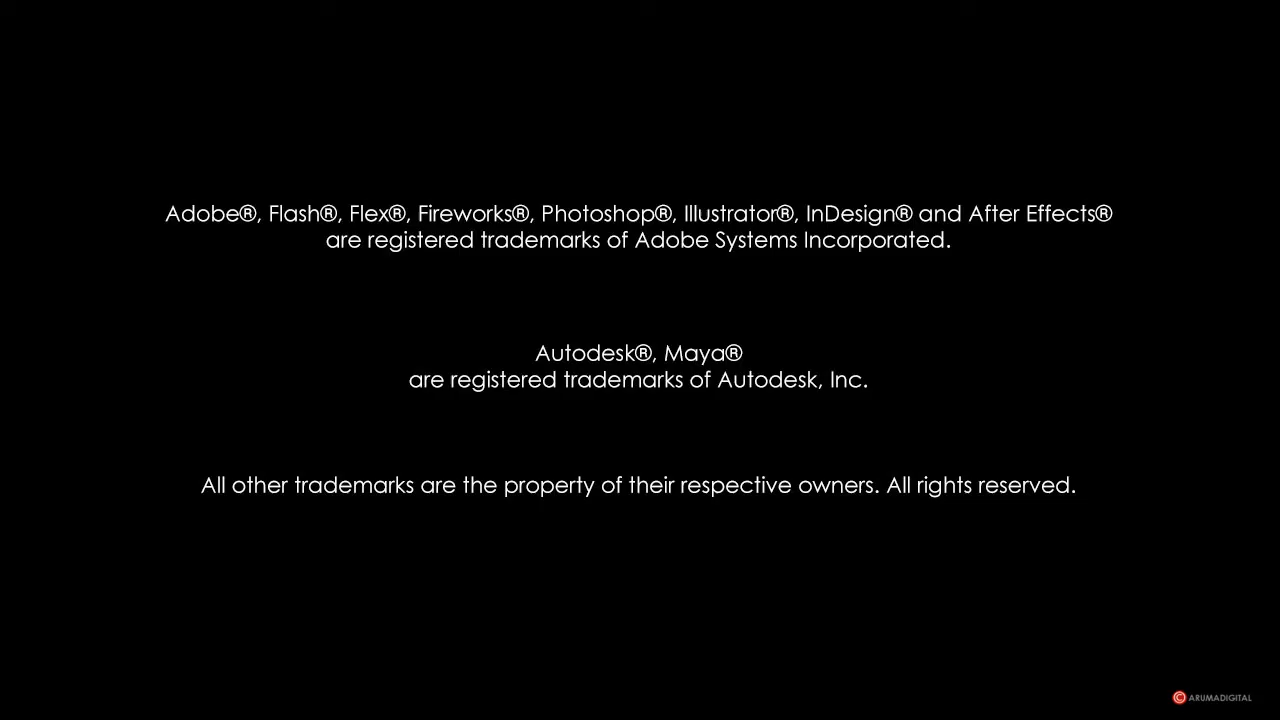 Adobe®, Flash®, Flex®, Fireworks®, Photoshop®, Illustrator®, InDesign® and After Effects®
are registered trademarks of Adobe Systems Incorporated.
Autodesk®, Maya®
are registered trademarks of Autodesk, Inc.
All other trademarks are the property of their respective owners. All rights reserved.
© ARUMADIGITAL